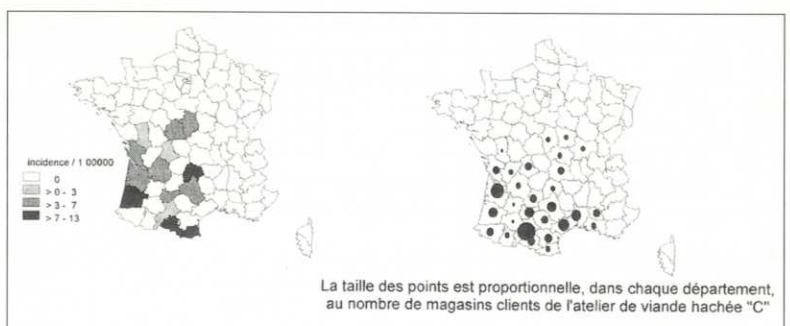 incidence / 1 00000
0
> 0 - 3
> 3 - 7
> 7 - 13
La taille des points est proportionnelle, dans chaque département,
au nombre de magasins clients de l'atelier de viande hachée "C"